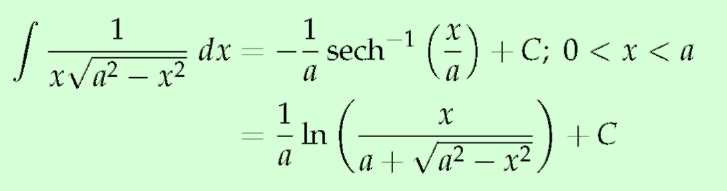 ∫ 1/(x√(a² − x²)) dx = −(1/a) sech⁻¹(x/a) + C; 0 < x < a
= (1/a) ln(x/(a + √(a² − x²))) + C